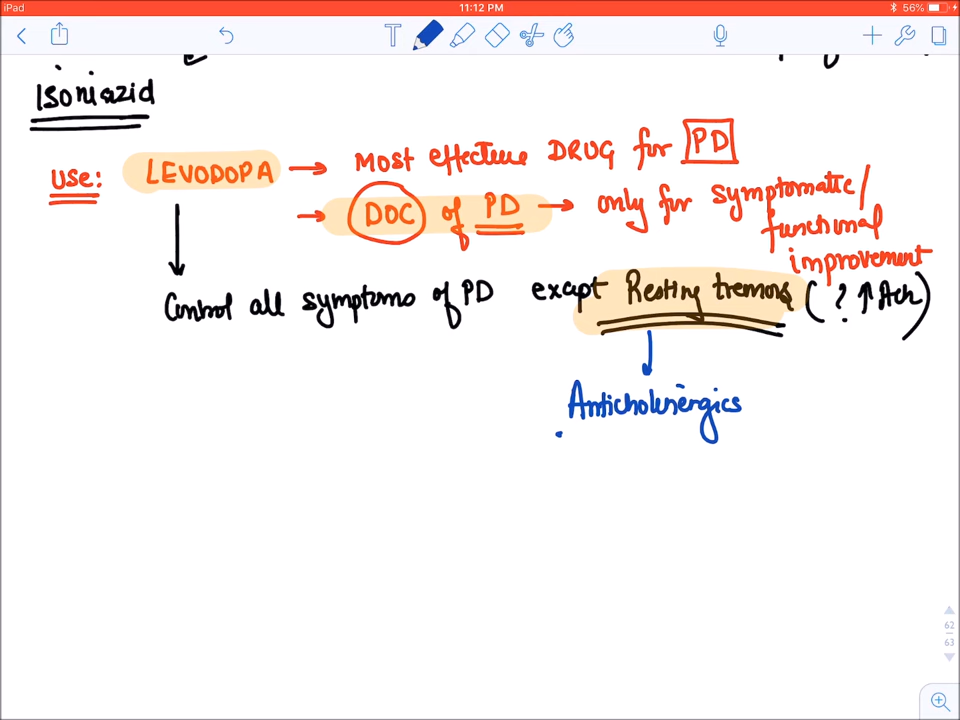 iPad 11:12 PM 56%
T
Isoniazid
Use: LEVODOPA → Most effective DRUG for PD
→ DOC of PD → only for symptomatic/
functional
improvement
Control all symptoms of PD except Resting tremors (? ↑ Ach)
Anticholenergics
62
63